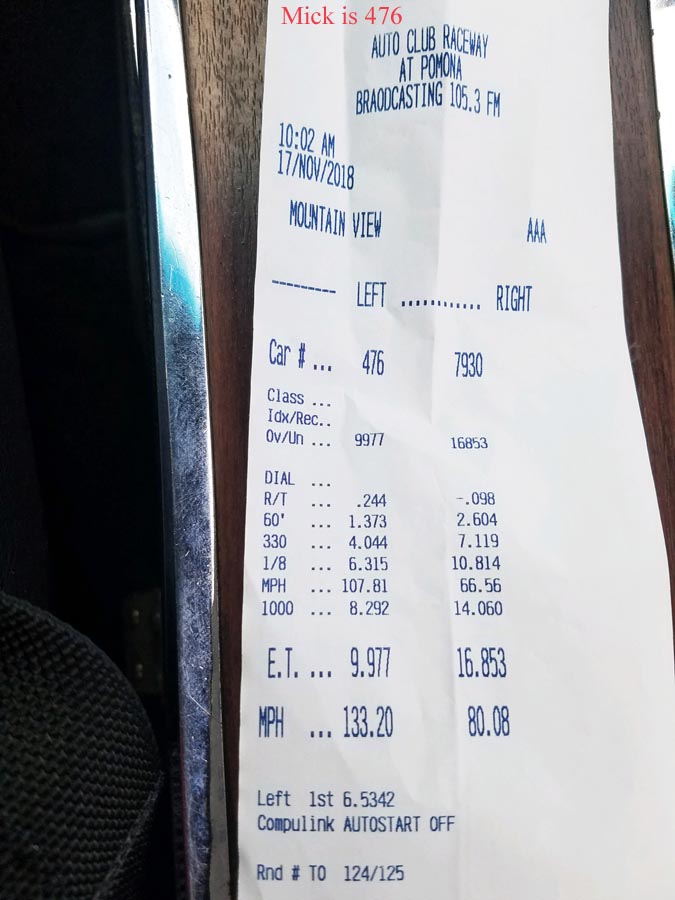 Mick is 476
AUTO CLUB RACEWAY
AT POMONA
BRAODCASTING 105.3 FM
10:02 AM
17/NOV/2018
MOUNTAIN VIEW AAA
--------- LEFT ............ RIGHT
Car # ... 476 7930
Class ...
Idx/Rec..
Ov/Un ... 9977 16853
DIAL ...
R/T ... .244 -.098
60' ... 1.373 2.604
330 ... 4.044 7.119
1/8 ... 6.315 10.814
MPH ... 107.81 66.56
1000 ... 8.292 14.060
E.T. ... 9.977 16.853
MPH ... 133.20 80.08
Left 1st 6.5342
Compulink AUTOSTART OFF
Rnd # TO 124/125